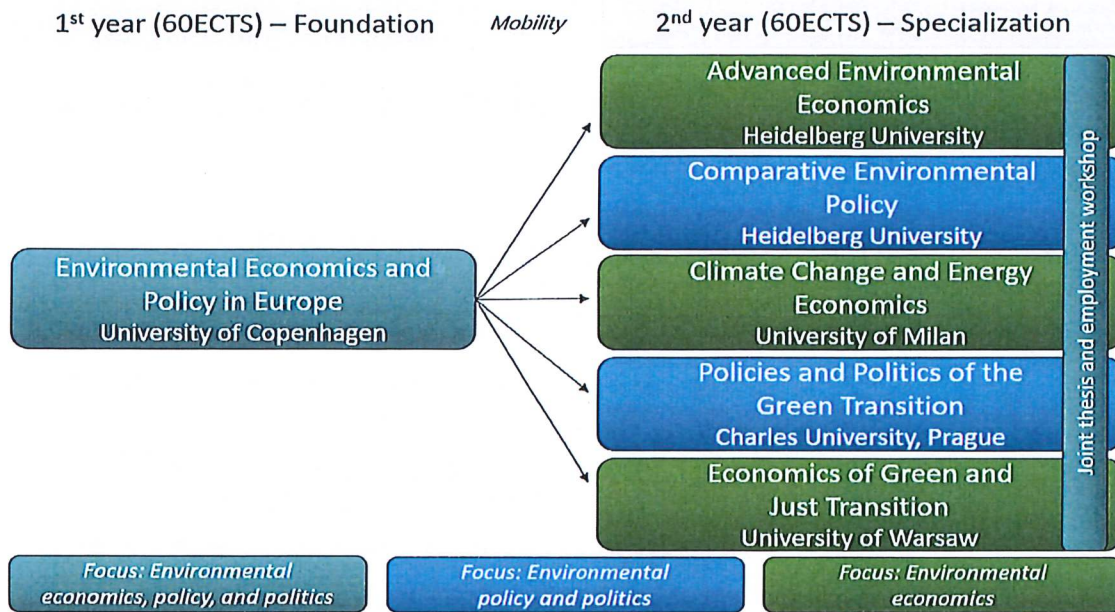 1st year (60ECTS) – Foundation
Mobility
2nd year (60ECTS) – Specialization
Environmental Economics and
Policy in Europe
University of Copenhagen
Advanced Environmental
Economics
Heidelberg University
Comparative Environmental
Policy
Heidelberg University
Climate Change and Energy
Economics
University of Milan
Policies and Politics of the
Green Transition
Charles University, Prague
Economics of Green and
Just Transition
University of Warsaw
Joint thesis and employment workshop
Focus: Environmental
economics, policy, and politics
Focus: Environmental
policy and politics
Focus: Environmental
economics